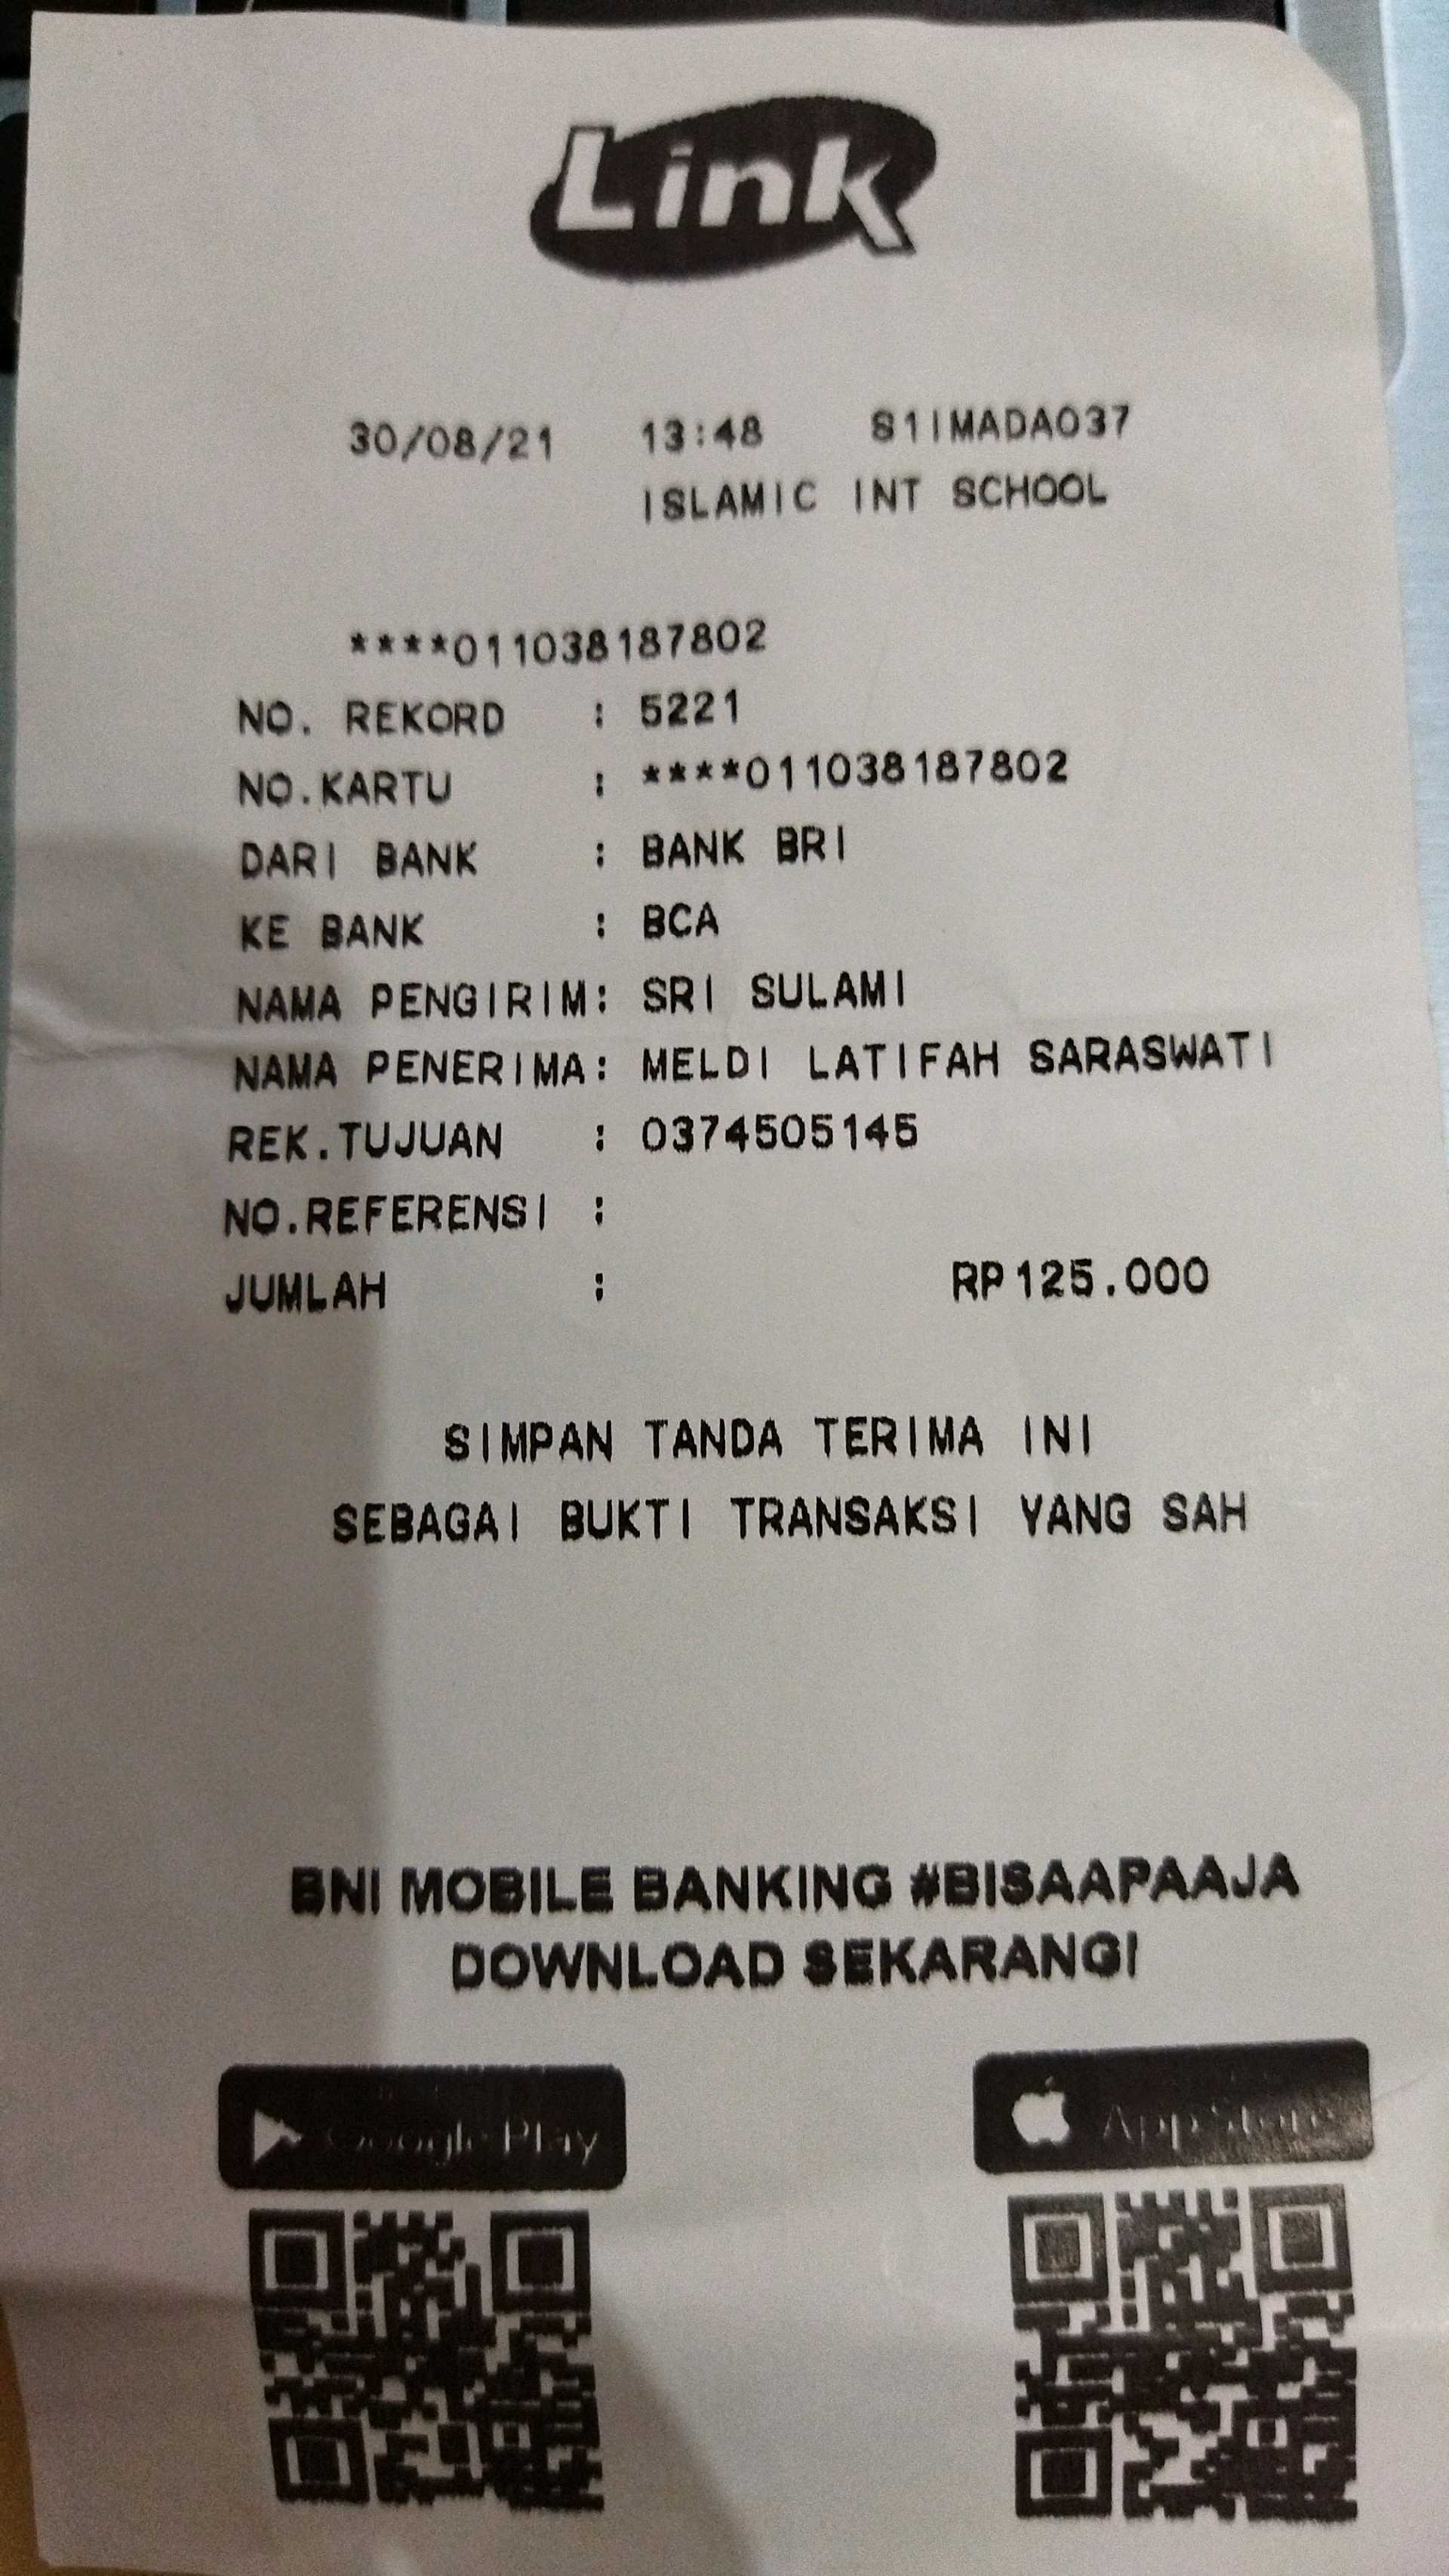 Link
30/08/21 13:48 S1IMADA037
ISLAMIC INT SCHOOL
****011038187802
NO. REKORD : 5221
NO.KARTU : ****011038187802
DARI BANK : BANK BRI
KE BANK : BCA
NAMA PENGIRIM: SRI SULAMI
NAMA PENERIMA: MELDI LATIFAH SARASWATI
REK.TUJUAN : 0374505145
NO.REFERENSI :
JUMLAH : RP125.000
SIMPAN TANDA TERIMA INI
SEBAGAI BUKTI TRANSAKSI YANG SAH
BNI MOBILE BANKING #BISAAPAAJA
DOWNLOAD SEKARANG!
Google Play App Store